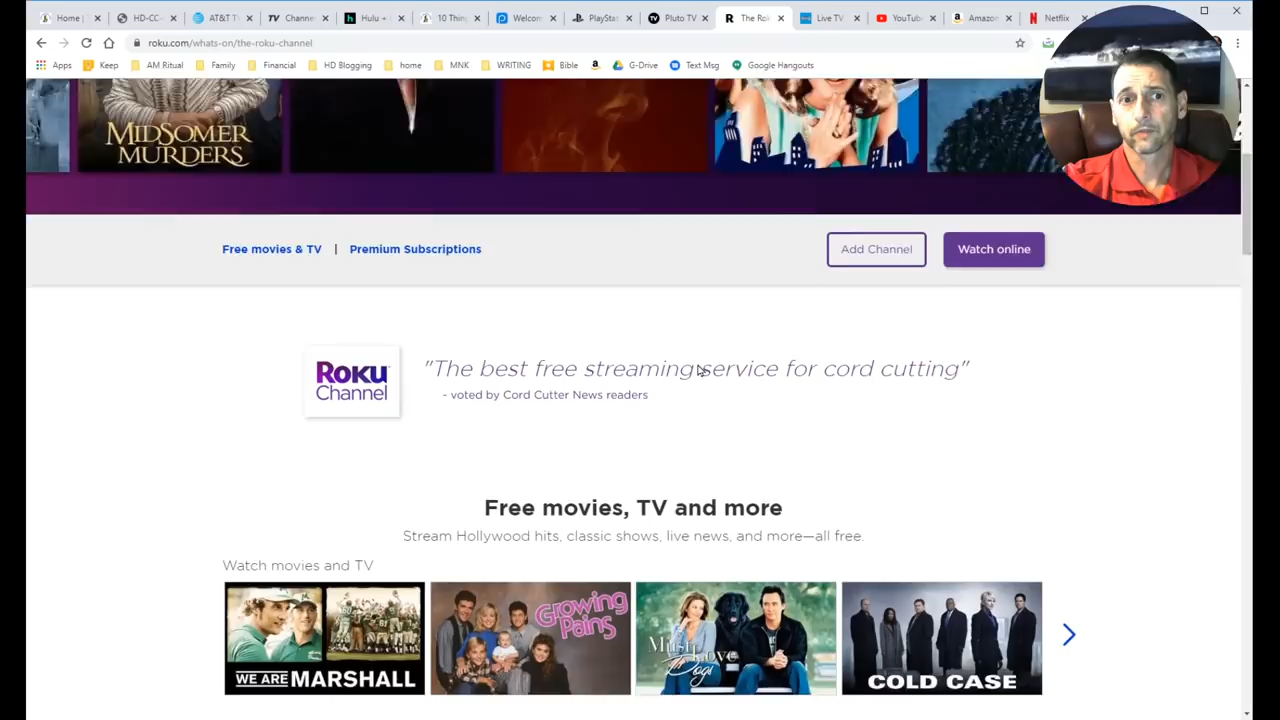 Home |
HD-CC-
AT&T T
TV Channe
Hulu +
10 Thing
Welcom
PlaySta
Pluto TV
The Ro
Live TV
YouTub
Amazo
Netflix
roku.com/whats-on/the-roku-channel
Apps Keep AM Ritual Family Financial HD Blogging home MNK WRITING Bible G-Drive Text Msg Google Hangouts
MIDSOMER
MURDERS
Free movies & TV | Premium Subscriptions
Add Channel
Watch online
ROKU
Channel
"The best free streaming service for cord cutting"
- voted by Cord Cutter News readers
Free movies, TV and more
Stream Hollywood hits, classic shows, live news, and more—all free.
Watch movies and TV
WE ARE MARSHALL
Growing
Pains
Must Love
Dogs
COLD CASE